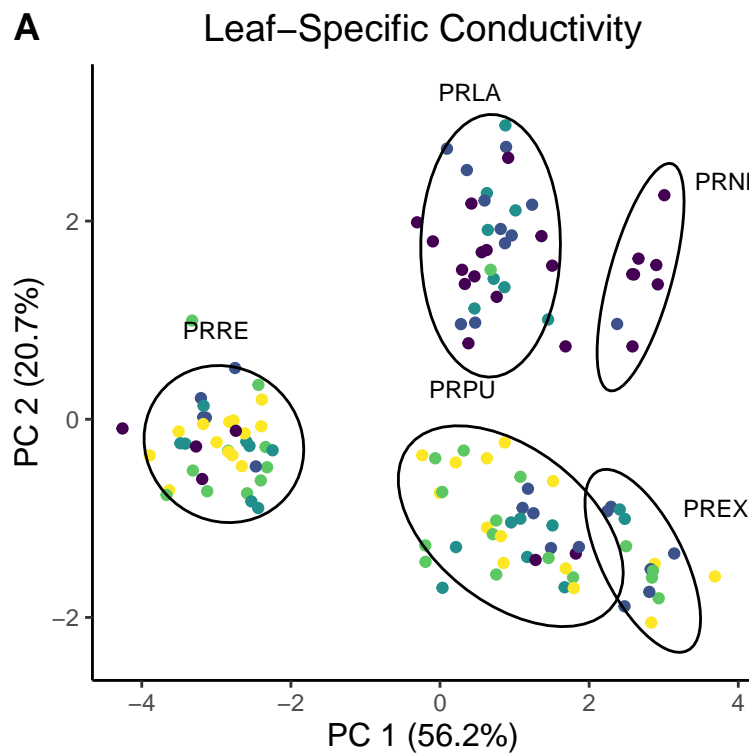 A
Leaf–Specific Conductivity
PRLA
PRNI
PRRE
PRPU
PREX
2
0
−2
−4
−2
0
2
4
PC 1 (56.2%)
PC 2 (20.7%)